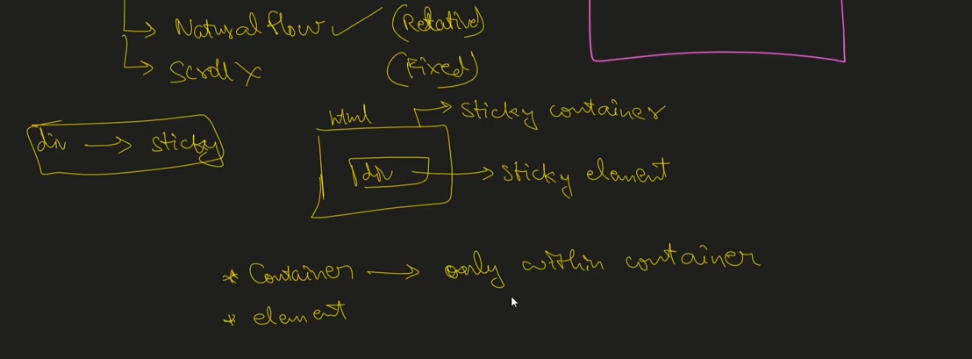 Natural flow ✓ (Relative)
Scroll X (Fixed)
html → Sticky container
div → sticky
div → Sticky element
* Container → only within container
* element